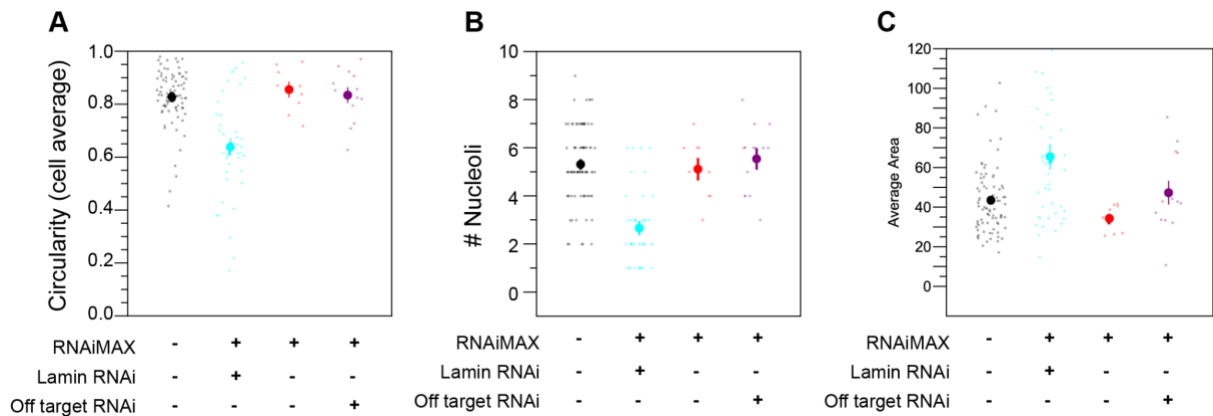 A
Circularity (cell average)
1.0
0.8
0.6
0.4
0.2
0.0
RNAiMAX - + + +
Lamin RNAi - + - -
Off target RNAi - - - +
B
# Nucleoli
10
8
6
4
2
0
RNAiMAX - + + +
Lamin RNAi - + - -
Off target RNAi - - - +
C
Average Area
120
100
80
60
40
20
0
RNAiMAX - + + +
Lamin RNAi - + - -
Off target RNAi - - - +